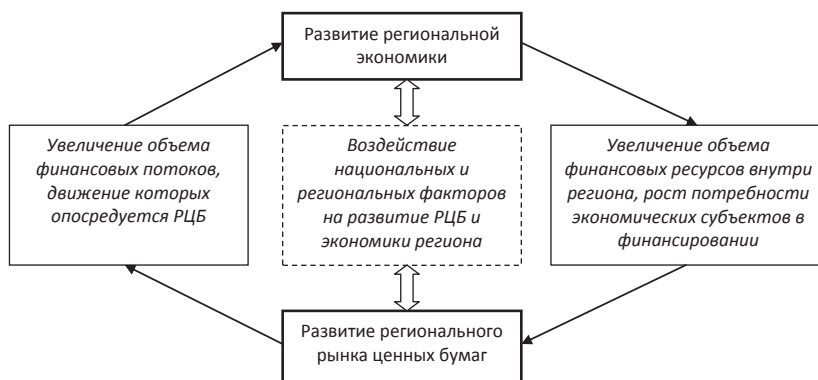 Развитие региональной
экономики
Увеличение объема
финансовых потоков,
движение которых
опосредуется РЦБ
Воздействие
национальных и
региональных факторов
на развитие РЦБ и
экономики региона
Увеличение объема
финансовых ресурсов внутри
региона, рост потребности
экономических субъектов в
финансировании
Развитие регионального
рынка ценных бумаг